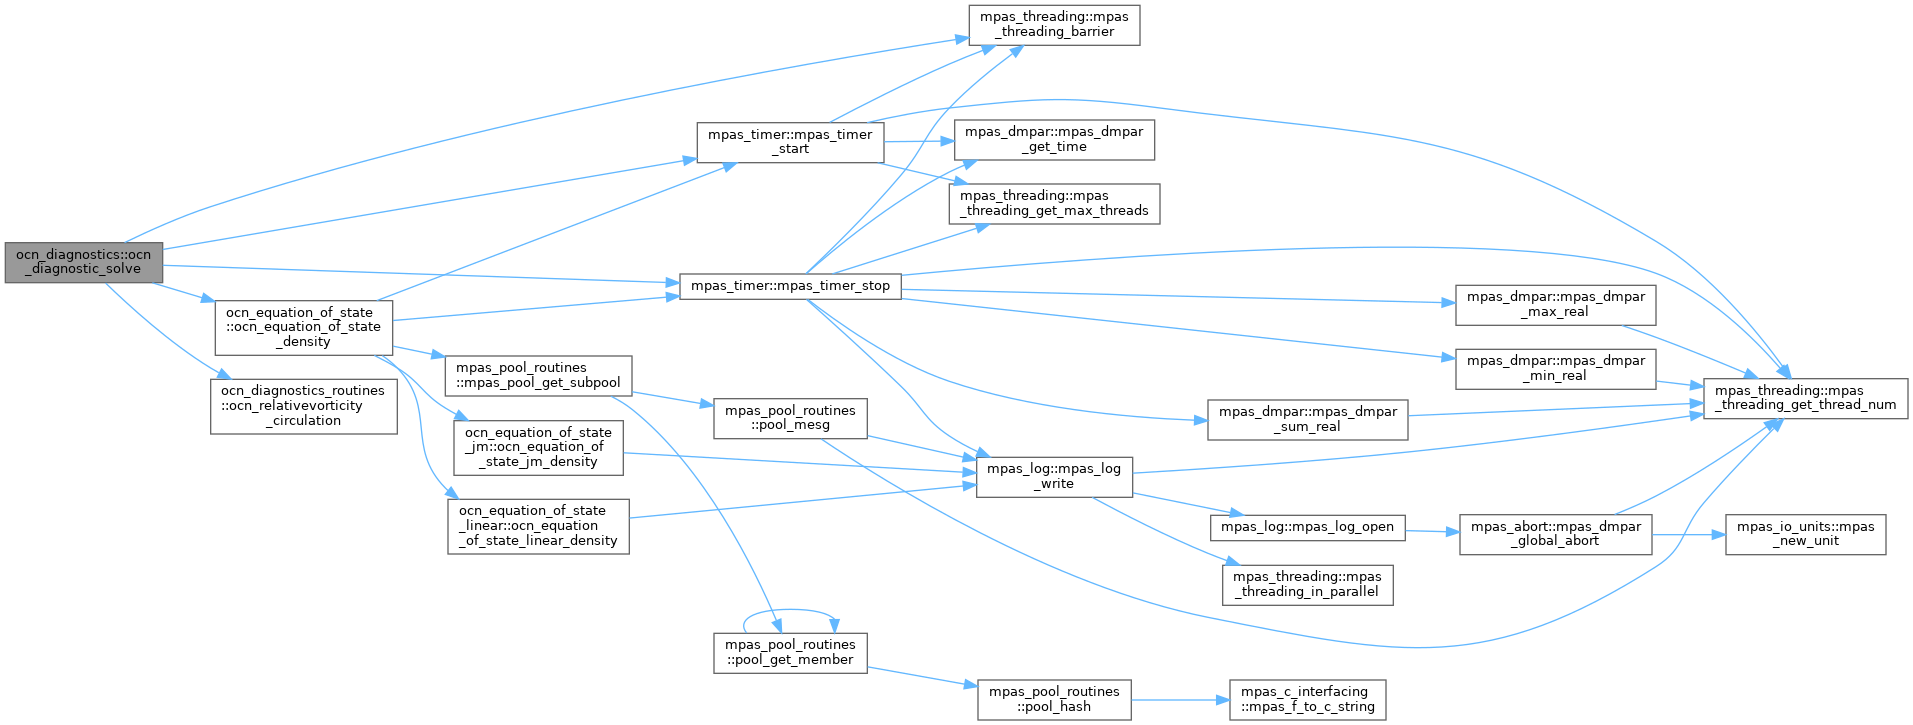 mpas_threading::mpas
_threading_barrier
mpas_timer::mpas_timer
_start
mpas_dmpar::mpas_dmpar
_get_time
mpas_threading::mpas
_threading_get_max_threads
ocn_diagnostics::ocn
_diagnostic_solve
mpas_timer::mpas_timer_stop
ocn_equation_of_state
::ocn_equation_of_state
_density
mpas_dmpar::mpas_dmpar
_max_real
mpas_dmpar::mpas_dmpar
_min_real
mpas_pool_routines
::mpas_pool_get_subpool
ocn_diagnostics_routines
::ocn_relativevorticity
_circulation
mpas_threading::mpas
_threading_get_thread_num
mpas_pool_routines
::pool_mesg
mpas_dmpar::mpas_dmpar
_sum_real
ocn_equation_of_state
_jm::ocn_equation_of
_state_jm_density
mpas_log::mpas_log
_write
ocn_equation_of_state
_linear::ocn_equation
_of_state_linear_density
mpas_log::mpas_log_open
mpas_abort::mpas_dmpar
_global_abort
mpas_io_units::mpas
_new_unit
mpas_threading::mpas
_threading_in_parallel
mpas_pool_routines
::pool_get_member
mpas_pool_routines
::pool_hash
mpas_c_interfacing
::mpas_f_to_c_string